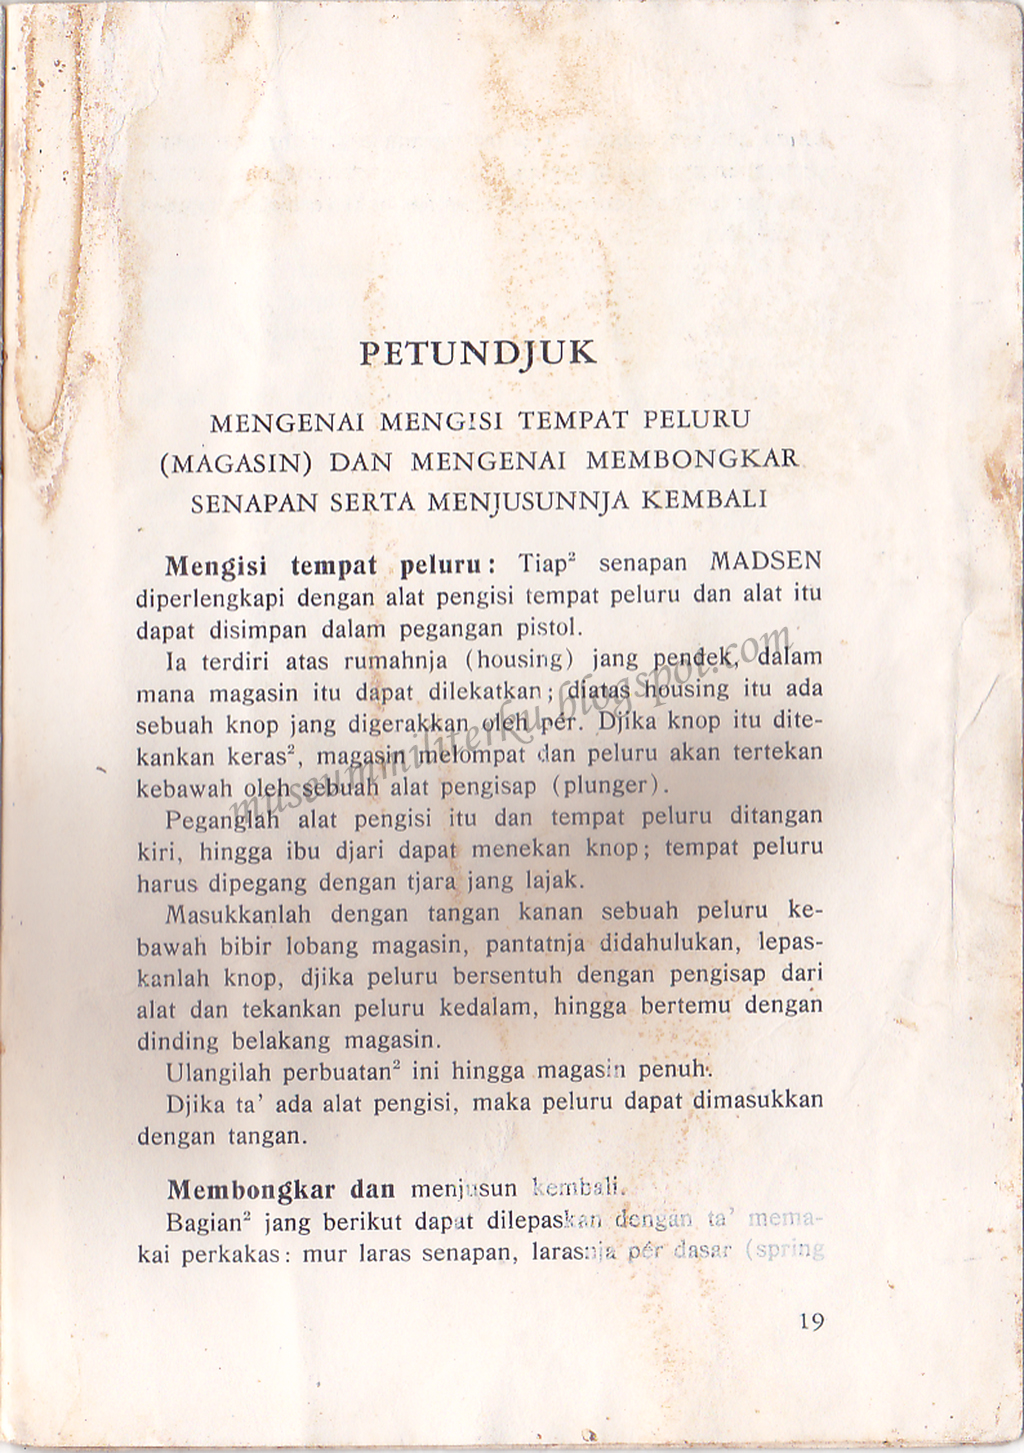 PETUNDJUK
MENGENAI MENGISI TEMPAT PELURU
(MAGASIN) DAN MENGENAI MEMBONGKAR
SENAPAN SERTA MENJUSUNNJA KEMBALI
Mengisi tempat peluru: Tiap² senapan MADSEN
diperlengkapi dengan alat pengisi tempat peluru dan alat itu
dapat disimpan dalam pegangan pistol.
Ia terdiri atas rumahnja (housing) jang pendek, dalam
mana magasin itu dapat dilekatkan; diatas housing itu ada
sebuah knop jang digerakkan oleh pér. Djika knop itu dite-
kankan keras², magasin melompat dan peluru akan tertekan
kebawah oleh sebuah alat pengisap (plunger).
Peganglah alat pengisi itu dan tempat peluru ditangan
kiri, hingga ibu djari dapat menekan knop; tempat peluru
harus dipegang dengan tjara jang lajak.
Masukkanlah dengan tangan kanan sebuah peluru ke-
bawah bibir lobang magasin, pantatnja didahulukan, lepas-
kanlah knop, djika peluru bersentuh dengan pengisap dari
alat dan tekankan peluru kedalam, hingga bertemu dengan
dinding belakang magasin.
Ulangilah perbuatan² ini hingga magasin penuh.
Djika ta' ada alat pengisi, maka peluru dapat dimasukkan
dengan tangan.
Membongkar dan menjusun kembali.
Bagian² jang berikut dapat dilepaskan dengan ta' mema-
kai perkakas: mur laras senapan, larasnja pér dasar (spring
19
museummiliterku.blogspot.com